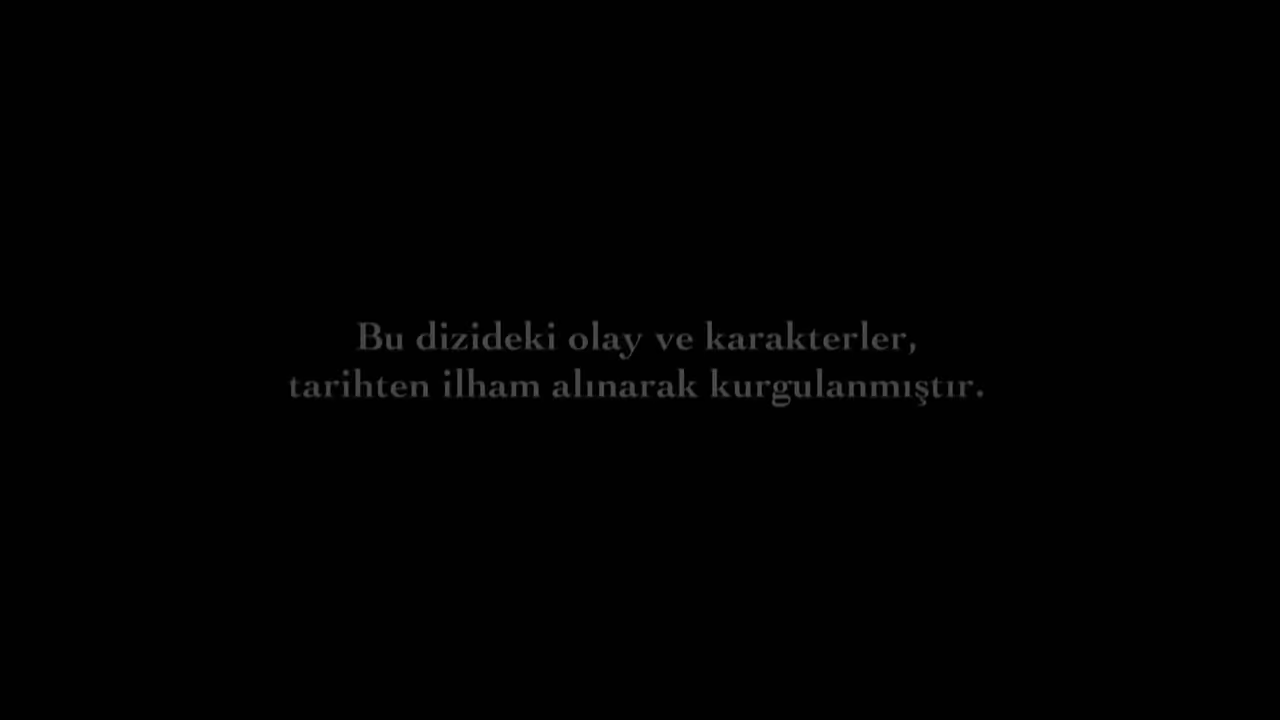 Bu dizideki olay ve karakterler,
tarihten ilham alınarak kurgulanmıştır.